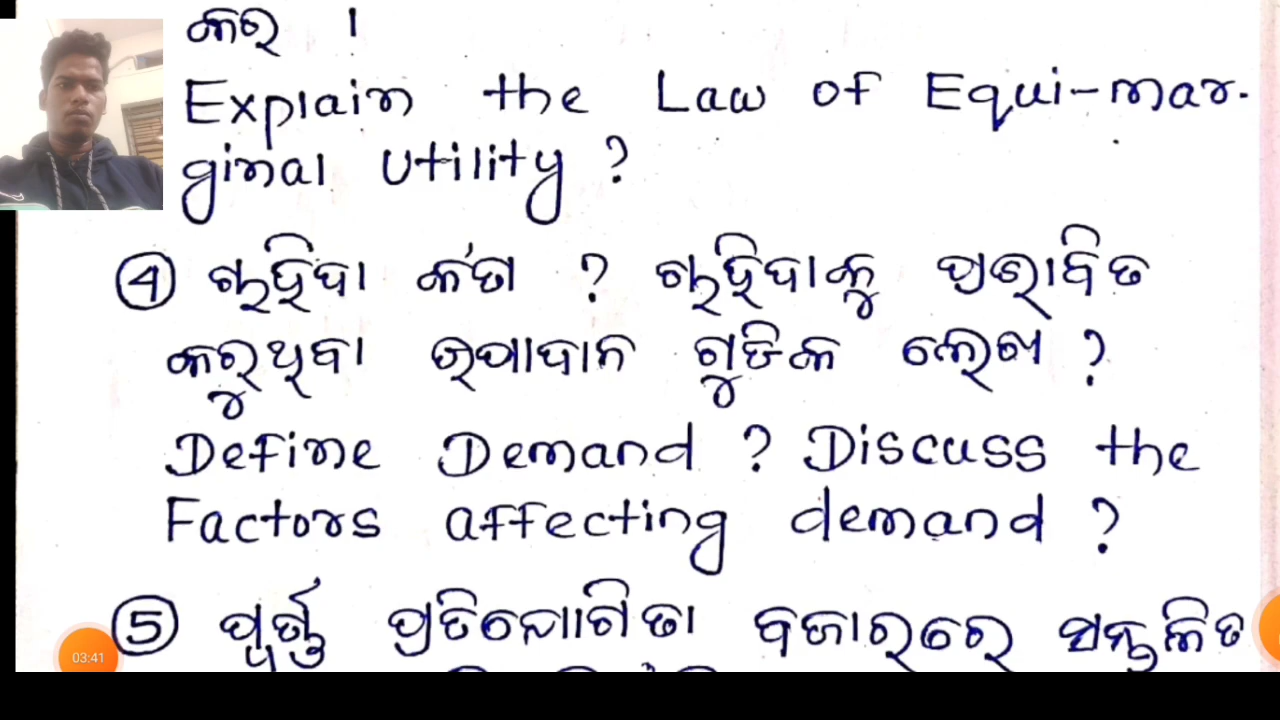 କର ।
Explain the Law of Equi-mar-
ginal Utility ?
④ ଚାହିଦା କ'ଣ ? ଚାହିଦାକୁ ପ୍ରଭାବିତ
କରୁଥିବା ଉପାଦାନ ଗୁଡିକ ଲେଖ ?
Define Demand ? Discuss the
Factors affecting demand ?
⑤ ପୂର୍ଣ୍ଣ ପ୍ରତିଯୋଗିତା ବଜାରରେ ସନ୍ତୁଳିତ
03:41